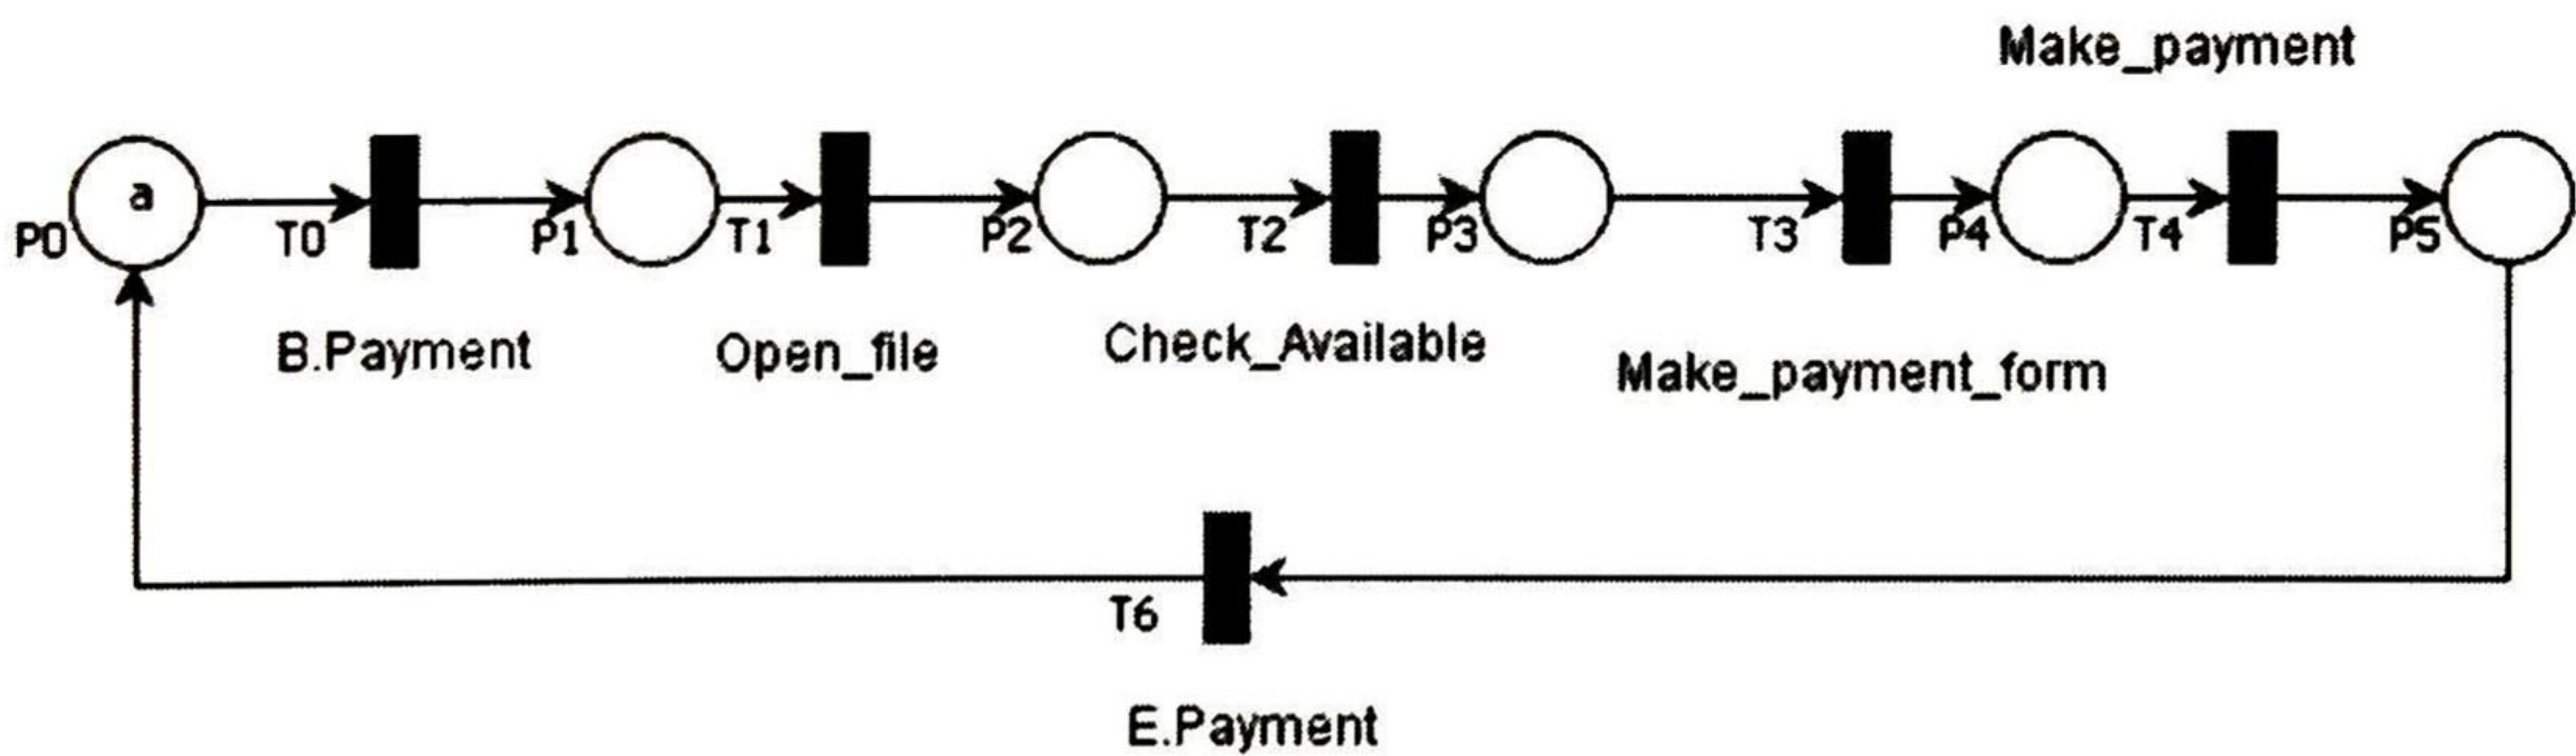 Make_payment
a
P0
T0
P1
T1
P2
T2
P3
T3
P4
T4
P5
B.Payment
Open_file
Check_Available
Make_payment_form
T6
E.Payment